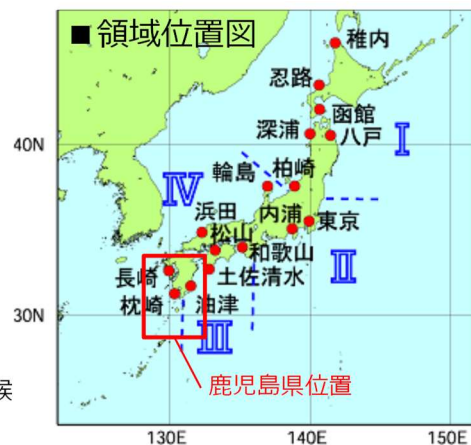 ■領域位置図
稚内
忍路
函館
深浦
八戸
I
40N
輪島
柏崎
IV
浜田
内浦
東京
松山
和歌山
II
長崎
土佐清水
枕崎
油津
30N
III
鹿児島県位置
候
130E
140E
150E